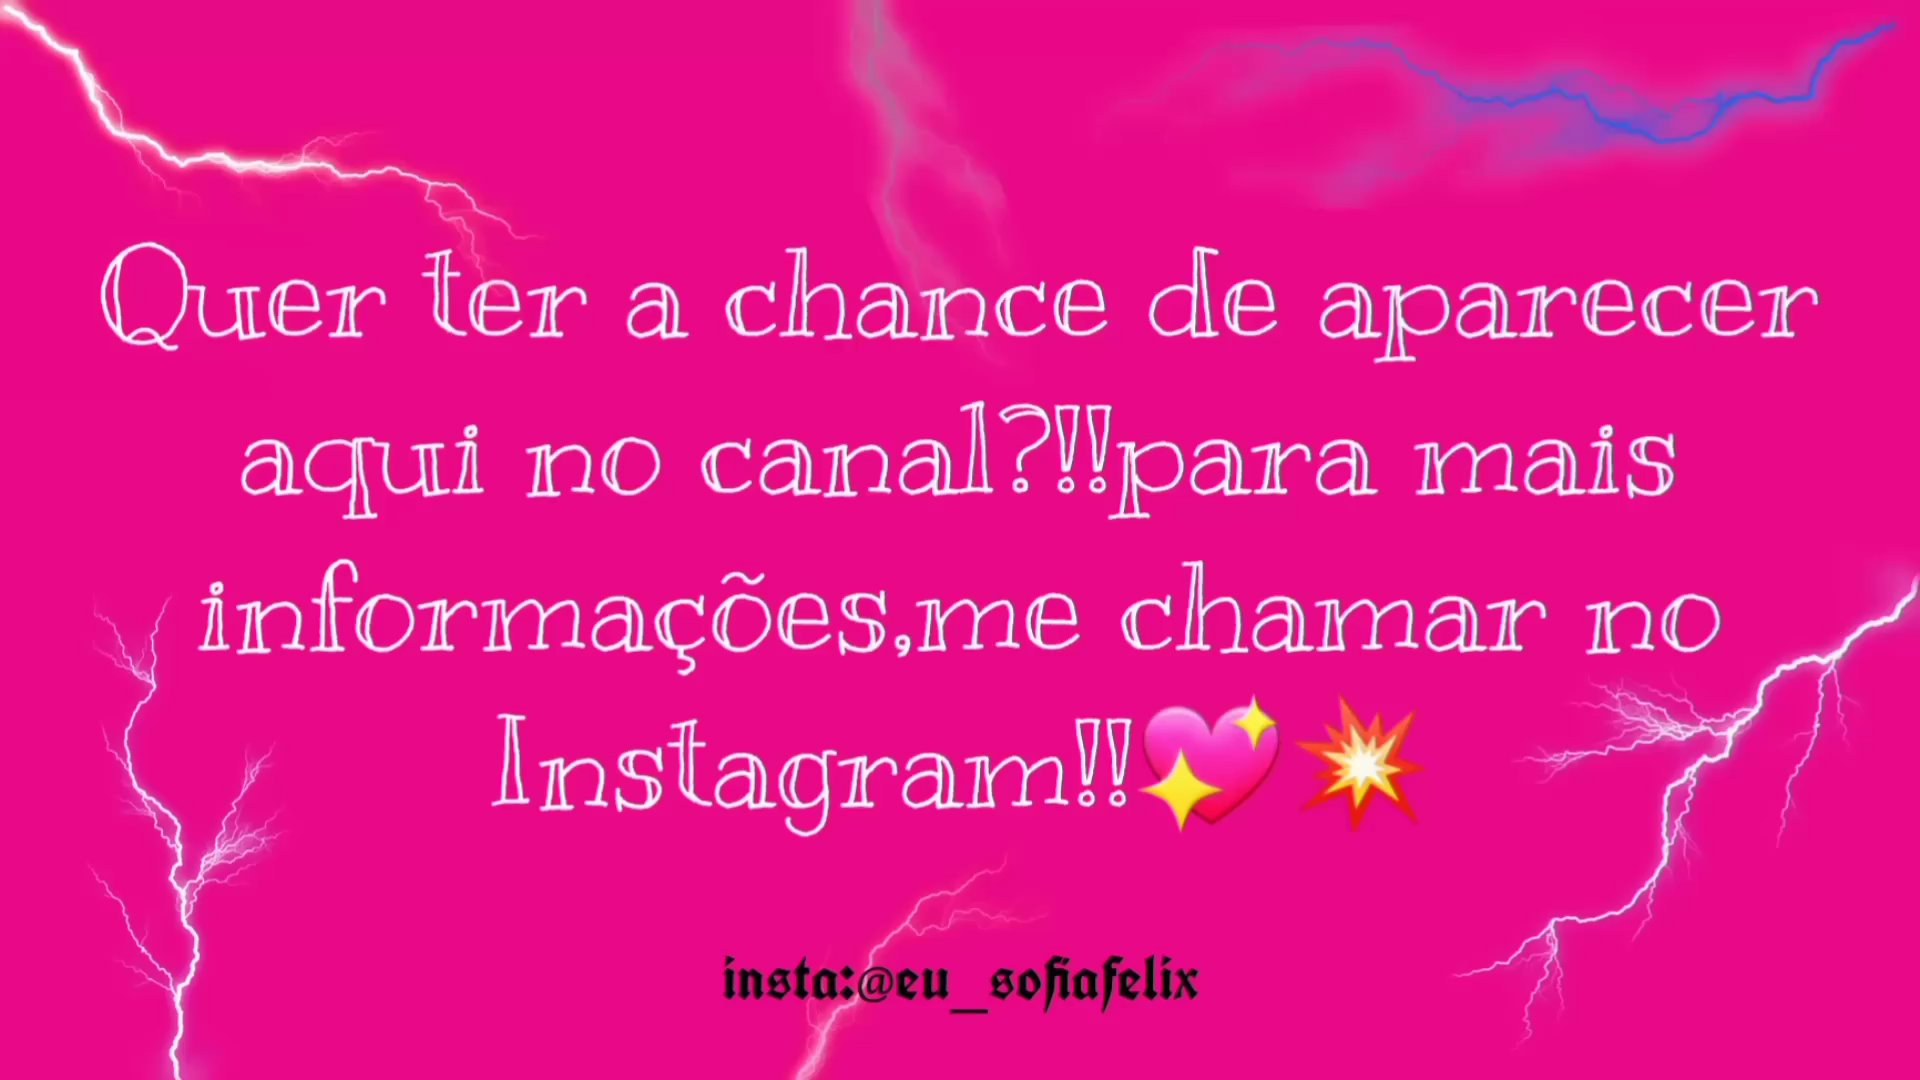 Quer ter a chance de aparecer
aqui no canal?!!para mais
informações,me chamar no
Instagram!!💖💥
insta:@eu_sofiafelix